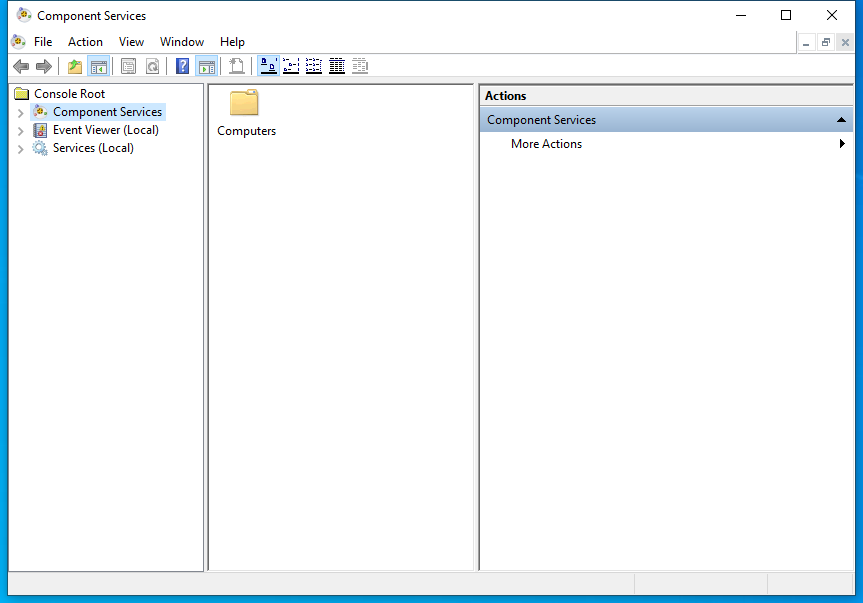 Component Services
File Action View Window Help
Console Root
Component Services
Event Viewer (Local)
Services (Local)
Computers
Actions
Component Services
More Actions